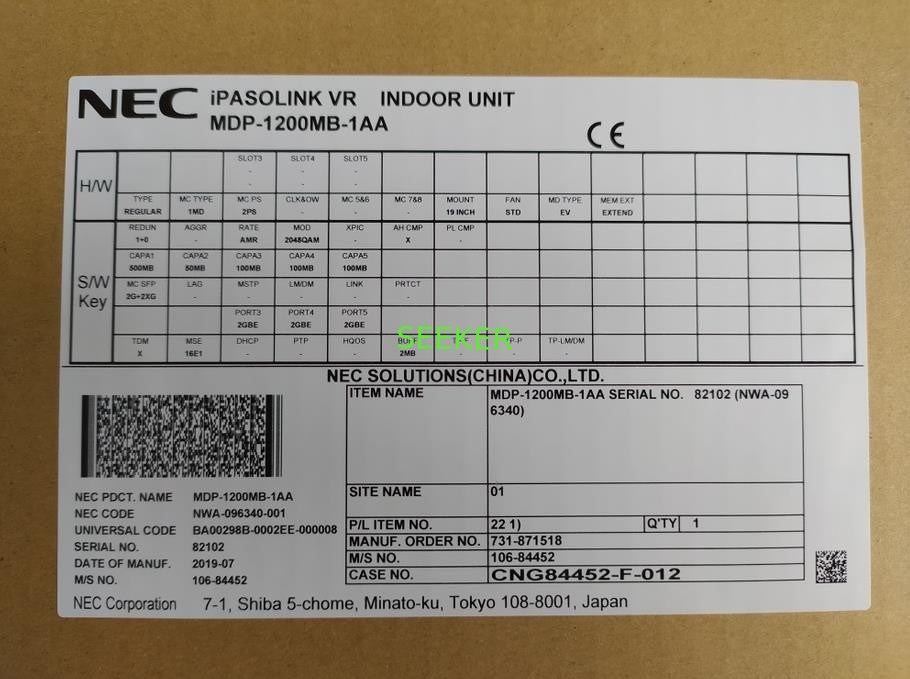 NEC iPASOLINK VR INDOOR UNIT
MDP-1200MB-1AA
CE
H/W
SLOT3 SLOT4 SLOT5
- - -
- - -
TYPE MC TYPE MC PS CLK&OW MC 5&6 MC 7&8 MOUNT FAN MD TYPE MEM EXT
REGULAR 1MD 2PS - - - 19 INCH STD EV EXTEND
S/W Key
REDUN AGGR RATE MOD XPIC AH CMP PL CMP
1+0 - AMR 2048QAM - X -
CAPA1 CAPA2 CAPA3 CAPA4 CAPA5
500MB 50MB 100MB 100MB 100MB
MC SFP LAG MSTP LM/DM LINK PRTCT
2G+2XG - - - - -
PORT3 PORT4 PORT5
2GBE 2GBE 2GBE
SEEKER
TDM MSE DHCP PTP HQOS TP-LM/DM
X 16E1 - - - 2MB - - -
NEC SOLUTIONS(CHINA)CO.,LTD.
ITEM NAME MDP-1200MB-1AA SERIAL NO. 82102 (NWA-09
6340)
SITE NAME 01
P/L ITEM NO. 22 1) Q'TY 1
MANUF. ORDER NO. 731-871518
M/S NO. 106-84452
CASE NO. CNG84452-F-012
NEC PDCT. NAME MDP-1200MB-1AA
NEC CODE NWA-096340-001
UNIVERSAL CODE BA00298B-0002EE-000008
SERIAL NO. 82102
DATE OF MANUF. 2019-07
M/S NO. 106-84452
NEC Corporation 7-1, Shiba 5-chome, Minato-ku, Tokyo 108-8001, Japan